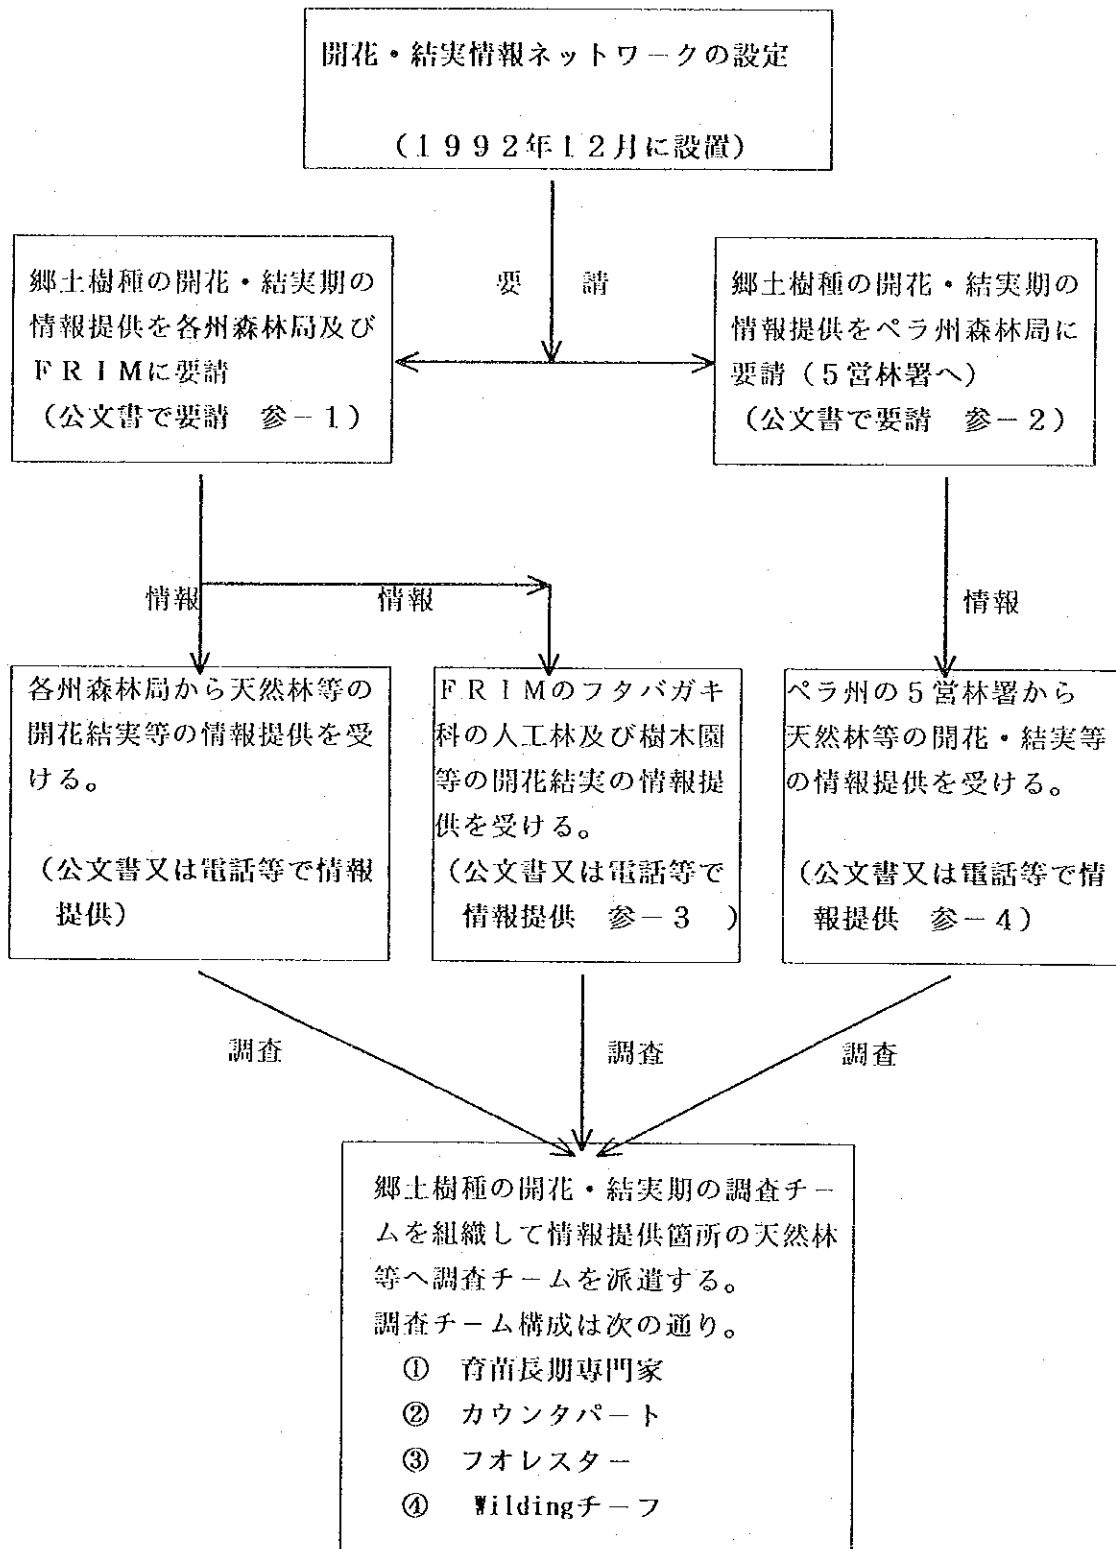 開花・結実情報ネットワークの設定
(1992年12月に設置)
要 請
郷土樹種の開花・結実期の
情報提供を各州森林局及び
FRIMに要請
(公文書で要請 参-1)
郷土樹種の開花・結実期の
情報提供をペラ州森林局に
要請(5営林署へ)
(公文書で要請 参-2)
情報
情報
情報
各州森林局から天然林等の
開花結実等の情報提供を受
ける。
(公文書又は電話等で情報
提供)
FRIMのフタバガキ
科の人工林及び樹木園
等の開花結実の情報提
供を受ける。
(公文書又は電話等で
情報提供 参-3 )
ペラ州の5営林署から
天然林等の開花・結実等
の情報提供を受ける。
(公文書又は電話等で情
報提供 参-4)
調査
調査
調査
郷土樹種の開花・結実期の調査チー
ムを組織して情報提供箇所の天然林
等へ調査チームを派遣する。
調査チーム構成は次の通り。
① 育苗長期専門家
② カウンタパート
③ フオレスター
④ Wildingチーフ